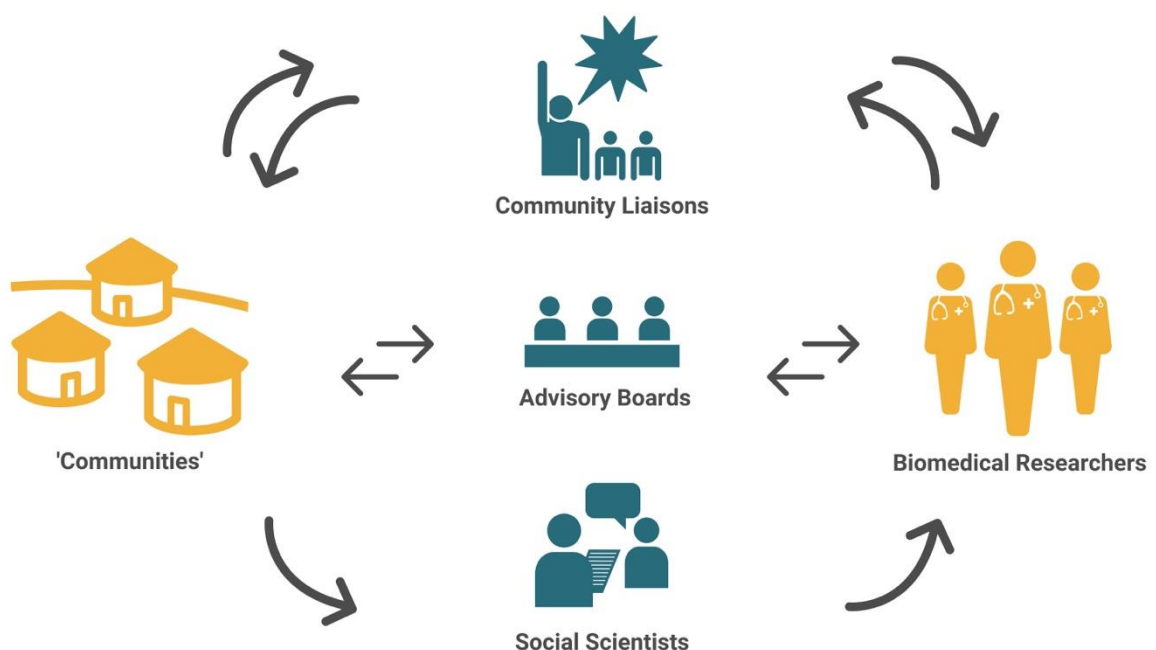 Community Liaisons
Advisory Boards
'Communities'
Biomedical Researchers
Social Scientists